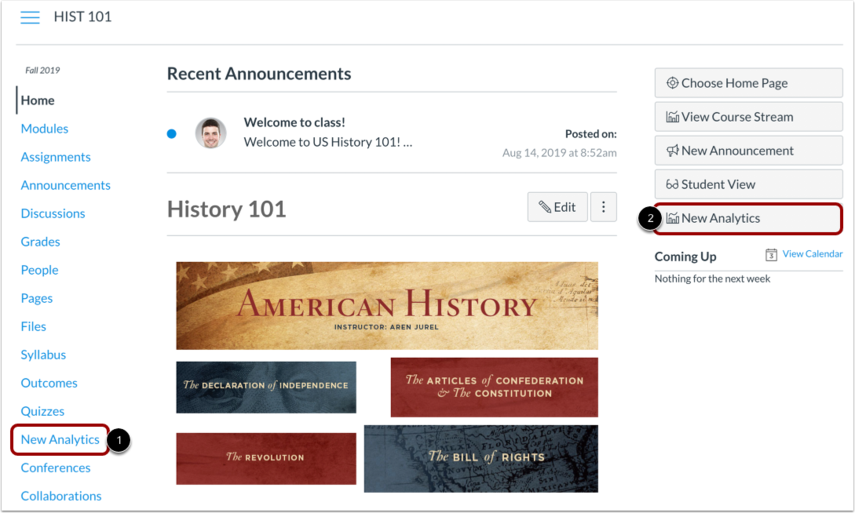 HIST 101
Fall 2019
Home
Modules
Assignments
Announcements
Discussions
Grades
People
Pages
Files
Syllabus
Outcomes
Quizzes
New Analytics
1
Conferences
Collaborations
Recent Announcements
Welcome to class!
Welcome to US History 101! ...
Posted on:
Aug 14, 2019 at 8:52am
History 101
Edit
AMERICAN HISTORY
INSTRUCTOR: AREN JUREL
The DECLARATION of INDEPENDENCE
The ARTICLES of CONFEDERATION
& The CONSTITUTION
The REVOLUTION
The BILL of RIGHTS
Choose Home Page
View Course Stream
New Announcement
Student View
2
New Analytics
Coming Up
View Calendar
Nothing for the next week